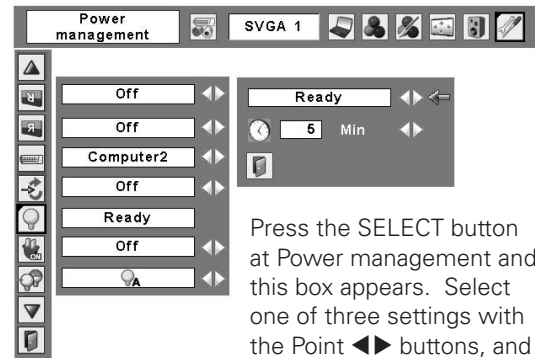 Power
management
SVGA 1
Off
Off
Computer2
Off
Ready
Off
A
Ready
5 Min
R
R
ON
Press the SELECT button
at Power management and
this box appears. Select
one of three settings with
the Point ◀▶ buttons, and